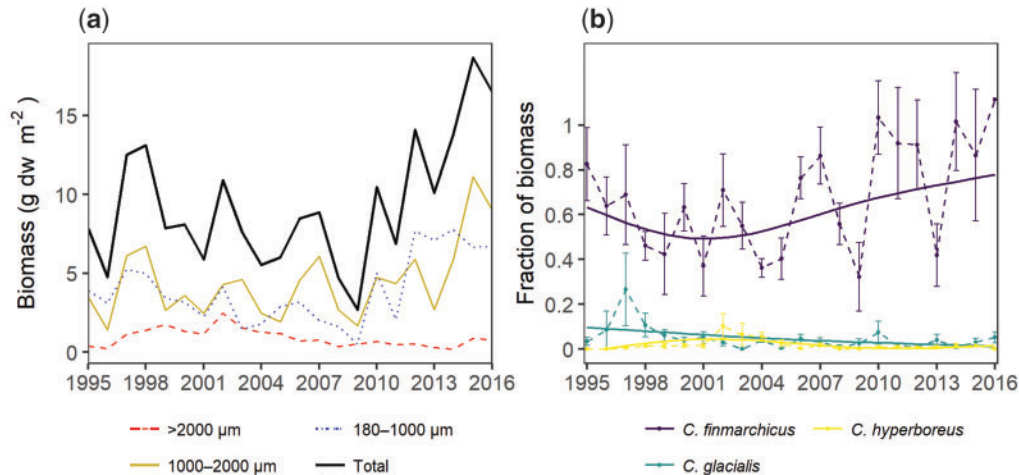 (a)
(b)
Biomass (g dw m⁻²)
15
10
5
0
1995 1998 2001 2004 2007 2010 2013 2016
Fraction of biomass
1
0.8
0.6
0.4
0.2
0
1995 1998 2001 2004 2007 2010 2013 2016
>2000 µm
180–1000 µm
1000–2000 µm
Total
C. finmarchicus
C. hyperboreus
C. glacialis